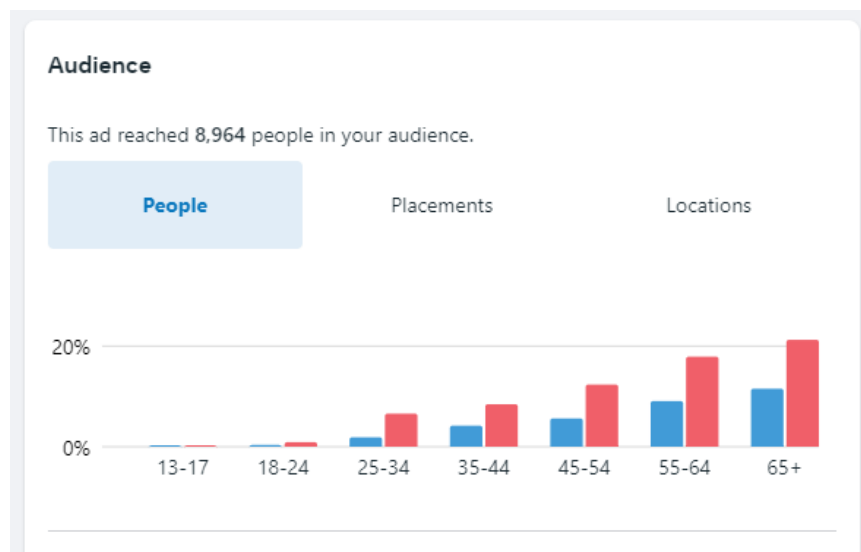 Audience
This ad reached 8,964 people in your audience.
People Placements Locations
20%
0%
13-17 18-24 25-34 35-44 45-54 55-64 65+